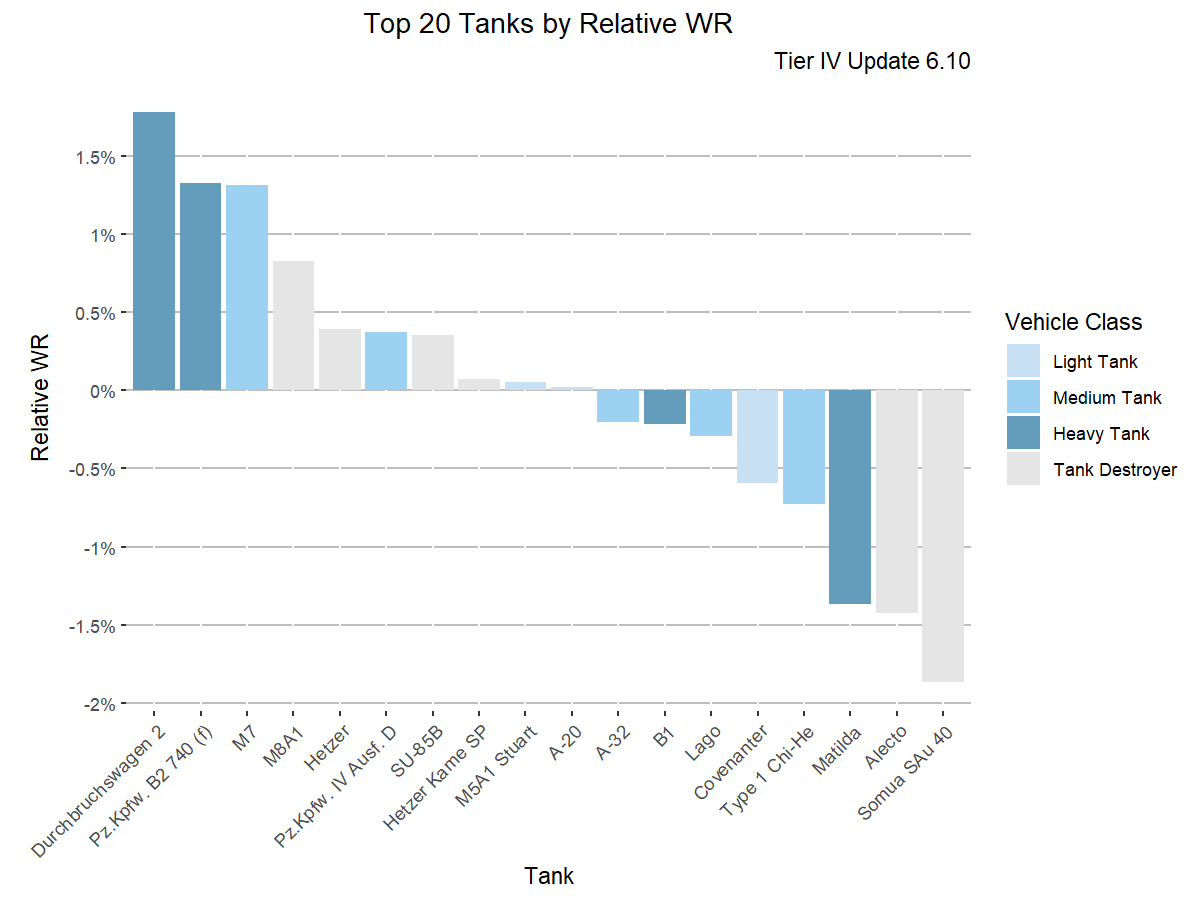 Top 20 Tanks by Relative WR
Tier IV Update 6.10
1.5%
1%
0.5%
0%
-0.5%
-1%
-1.5%
-2%
Relative WR
Durchbruchswagen 2
Pz.Kpfw. B2 740 (f)
M7
M8A1
Hetzer
Pz.Kpfw. IV Ausf. D
SU-85B
Hetzer Kame SP
M5A1 Stuart
A-20
A-32
B1
Lago
Covenanter
Type 1 Chi-He
Matilda
Alecto
Somua SAu 40
Tank
Vehicle Class
Light Tank
Medium Tank
Heavy Tank
Tank Destroyer